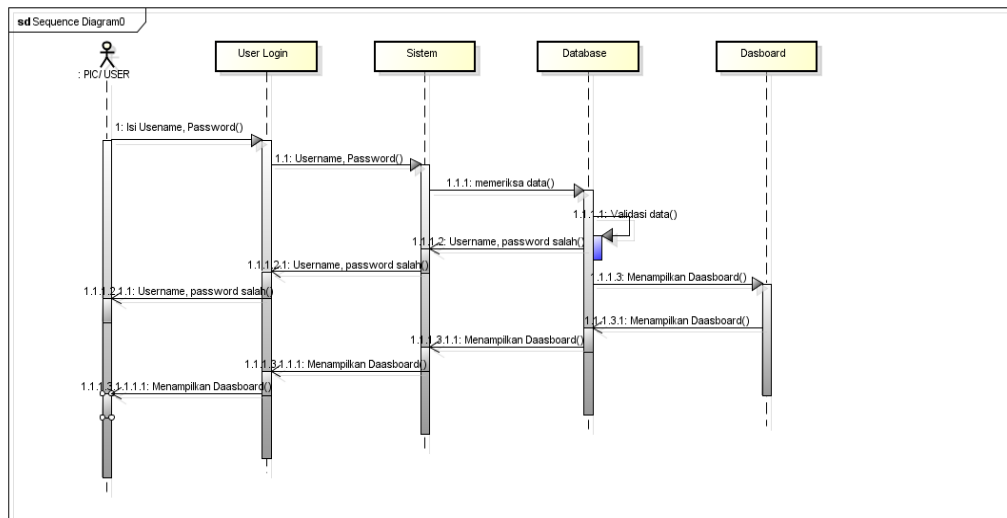 sd Sequence Diagram0
: PIC/ USER
User Login
Sistem
Database
Dasboard
1: Isi Usename, Password()
1.1: Username, Password()
1.1.1: memeriksa data()
1.1.1.1: Validasi data()
1.1.1.2: Username, password salah()
1.1.1.2.1: Username, password salah()
1.1.1.2.1.1: Username, password salah()
1.1.1.3: Menampilkan Daasboard()
1.1.1.3.1: Menampilkan Daasboard()
1.1.1.3.1.1: Menampilkan Daasboard()
1.1.1.3.1.1.1: Menampilkan Daasboard()
1.1.1.3.1.1.1.1: Menampilkan Daasboard()